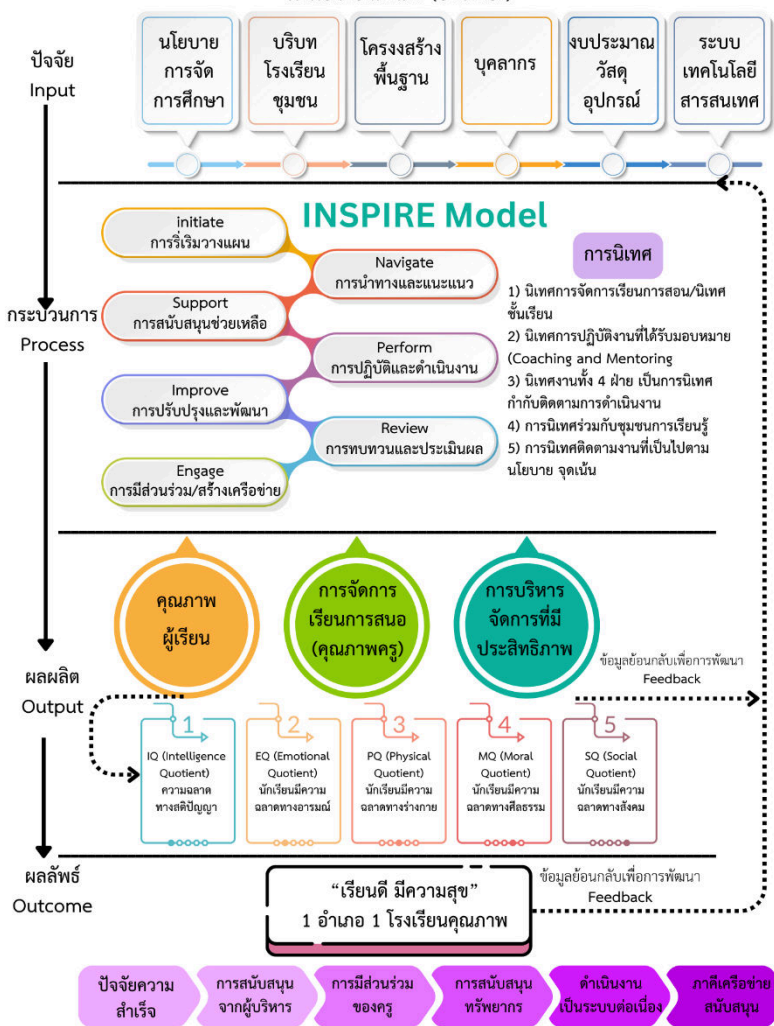 ปัจจัย
Input
นโยบาย
การจัด
การศึกษา
บริบท
โรงเรียน
ชุมชน
โครงงสร้าง
พื้นฐาน
บุคลากร
งบประมาณ
วัสดุ
อุปกรณ์
ระบบ
เทคโนโลยี
สารสนเทศ
กระบวนการ
Process
INSPIRE Model
initiate
การริ่เริมวางแผน
Navigate
การนำทางและแนะแนว
Support
การสนับสนุนช่วยเหลือ
Perform
การปฏิบัติและดำเนินงาน
Improve
การปรับปรุงและพัฒนา
Review
การทบทวนและประเมินผล
Engage
การมีส่วนร่วม/สร้างเครือข่าย
การนิเทศ
1) นิเทศการจัดการเรียนการสอน/นิเทศ
ชั้นเรียน
2) นิเทศการปฏิบัติงานที่ได้รับมอบหมาย
(Coaching and Mentoring
3) นิเทศงานทั้ง 4 ฝ่าย เป็นการนิเทศ
กำกับติดตามการดำเนินงาน
4) การนิเทศร่วมกับชุมชนการเรียนรู้
5) การนิเทศติดตามงานที่เป็นไปตาม
นโยบาย จุดเน้น
ผลผลิต
Output
คุณภาพ
ผู้เรียน
การจัดการ
เรียนการสนอ
(คุณภาพครู)
การบริหาร
จัดการที่มี
ประสิทธิภาพ
ข้อมูลย้อนกลับเพื่อการพัฒนา
Feedback
1
IQ (Intelligence
Quotient)
ความฉลาด
ทางสติปัญญา
2
EQ (Emotional
Quotient)
นักเรียนมีความ
ฉลาดทางอารมณ์
3
PQ (Physical
Quotient)
นักเรียนมีความ
ฉลาดทางร่างกาย
4
MQ (Moral
Quotient)
นักเรียนมีความ
ฉลาดทางศีลธรรม
5
SQ (Social
Quotient)
นักเรียนมีความ
ฉลาดทางสังคม
ผลลัพธ์
Outcome
“เรียนดี มีความสุข”
1 อำเภอ 1 โรงเรียนคุณภาพ
ข้อมูลย้อนกลับเพื่อการพัฒนา
Feedback
ปัจจัยความ
สำเร็จ
การสนับสนุน
จากผู้บริหาร
การมีส่วนร่วม
ของครู
การสนับสนุน
ทรัพยากร
ดำเนินงาน
เป็นระบบต่อเนื่อง
ภาคีเครือข่าย
สนับสนุน